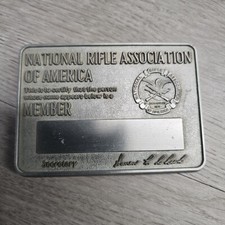 NATIONAL RIFLE ASSOCIATION
OF AMERICA
This is to certify that the person
whose name appears below is a
MEMBER
Secretary